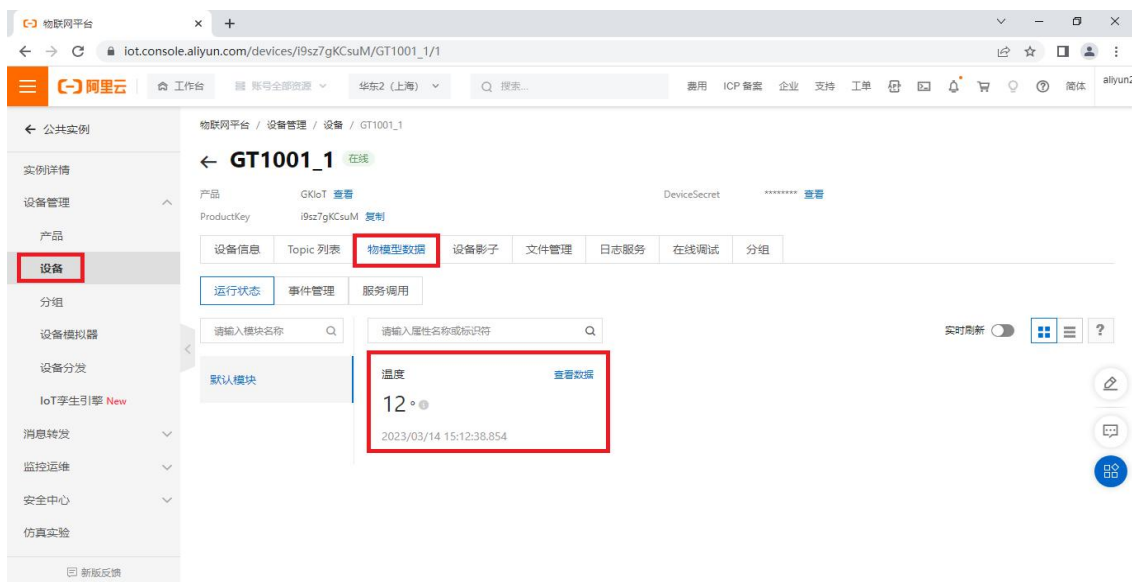 [-] 物联网平台
iot.console.aliyun.com/devices/i9sz7gKCsuM/GT1001_1/1
[-] 阿里云 工作台 账号全部资源 华东2（上海） 搜索... 费用 ICP 备案 企业 支持 工单 简体 aliyun2
公共实例
实例详情
设备管理
产品
设备
分组
设备模拟器
设备分发
IoT孪生引擎 New
消息转发
监控运维
安全中心
仿真实验
新版反馈
物联网平台 / 设备管理 / 设备 / GT1001_1
GT1001_1 在线
产品 GKIoT 查看 DeviceSecret ******** 查看
ProductKey i9sz7gKCsuM 复制
设备信息 Topic 列表 物模型数据 设备影子 文件管理 日志服务 在线调试 分组
运行状态 事件管理 服务调用
请输入模块名称 请输入属性名称或标识符 实时刷新 ?
默认模块
温度 查看数据
12 °
2023/03/14 15:12:38.854